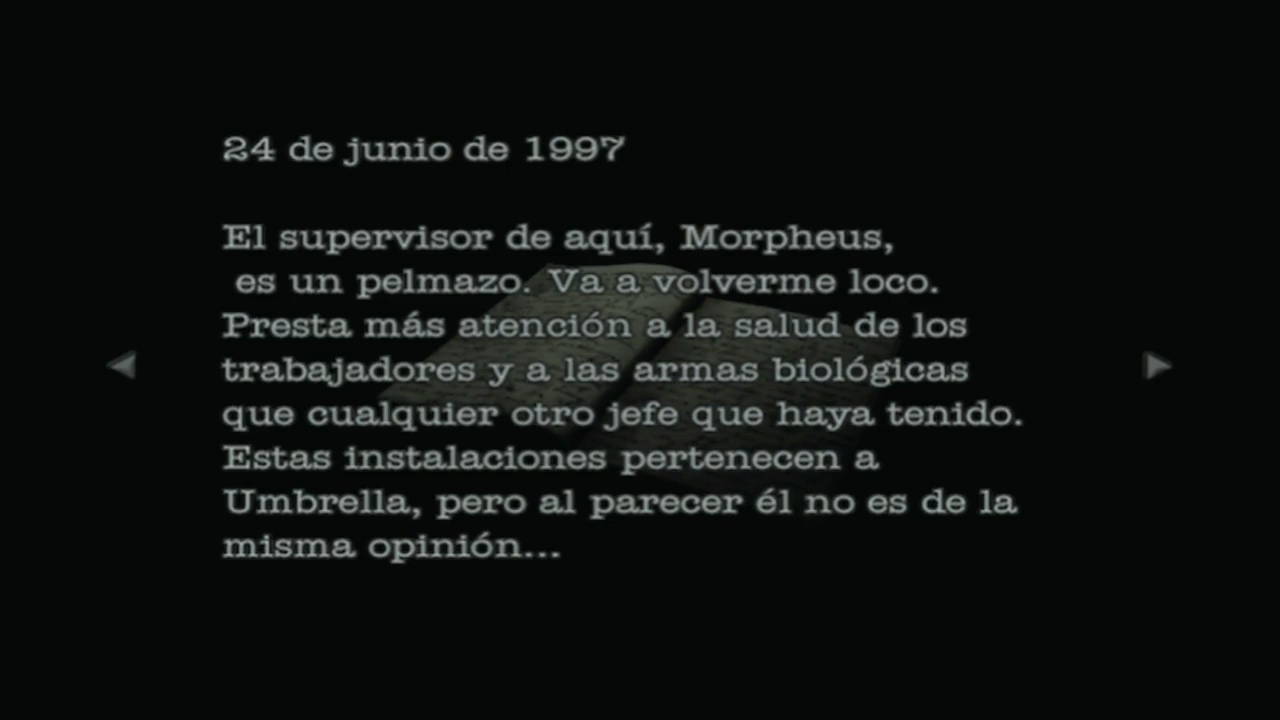 24 de junio de 1997
El supervisor de aquí, Morpheus,
es un pelmazo. Va a volverme loco.
Presta más atención a la salud de los
trabajadores y a las armas biológicas
que cualquier otro jefe que haya tenido.
Estas instalaciones pertenecen a
Umbrella, pero al parecer él no es de la
misma opinión...